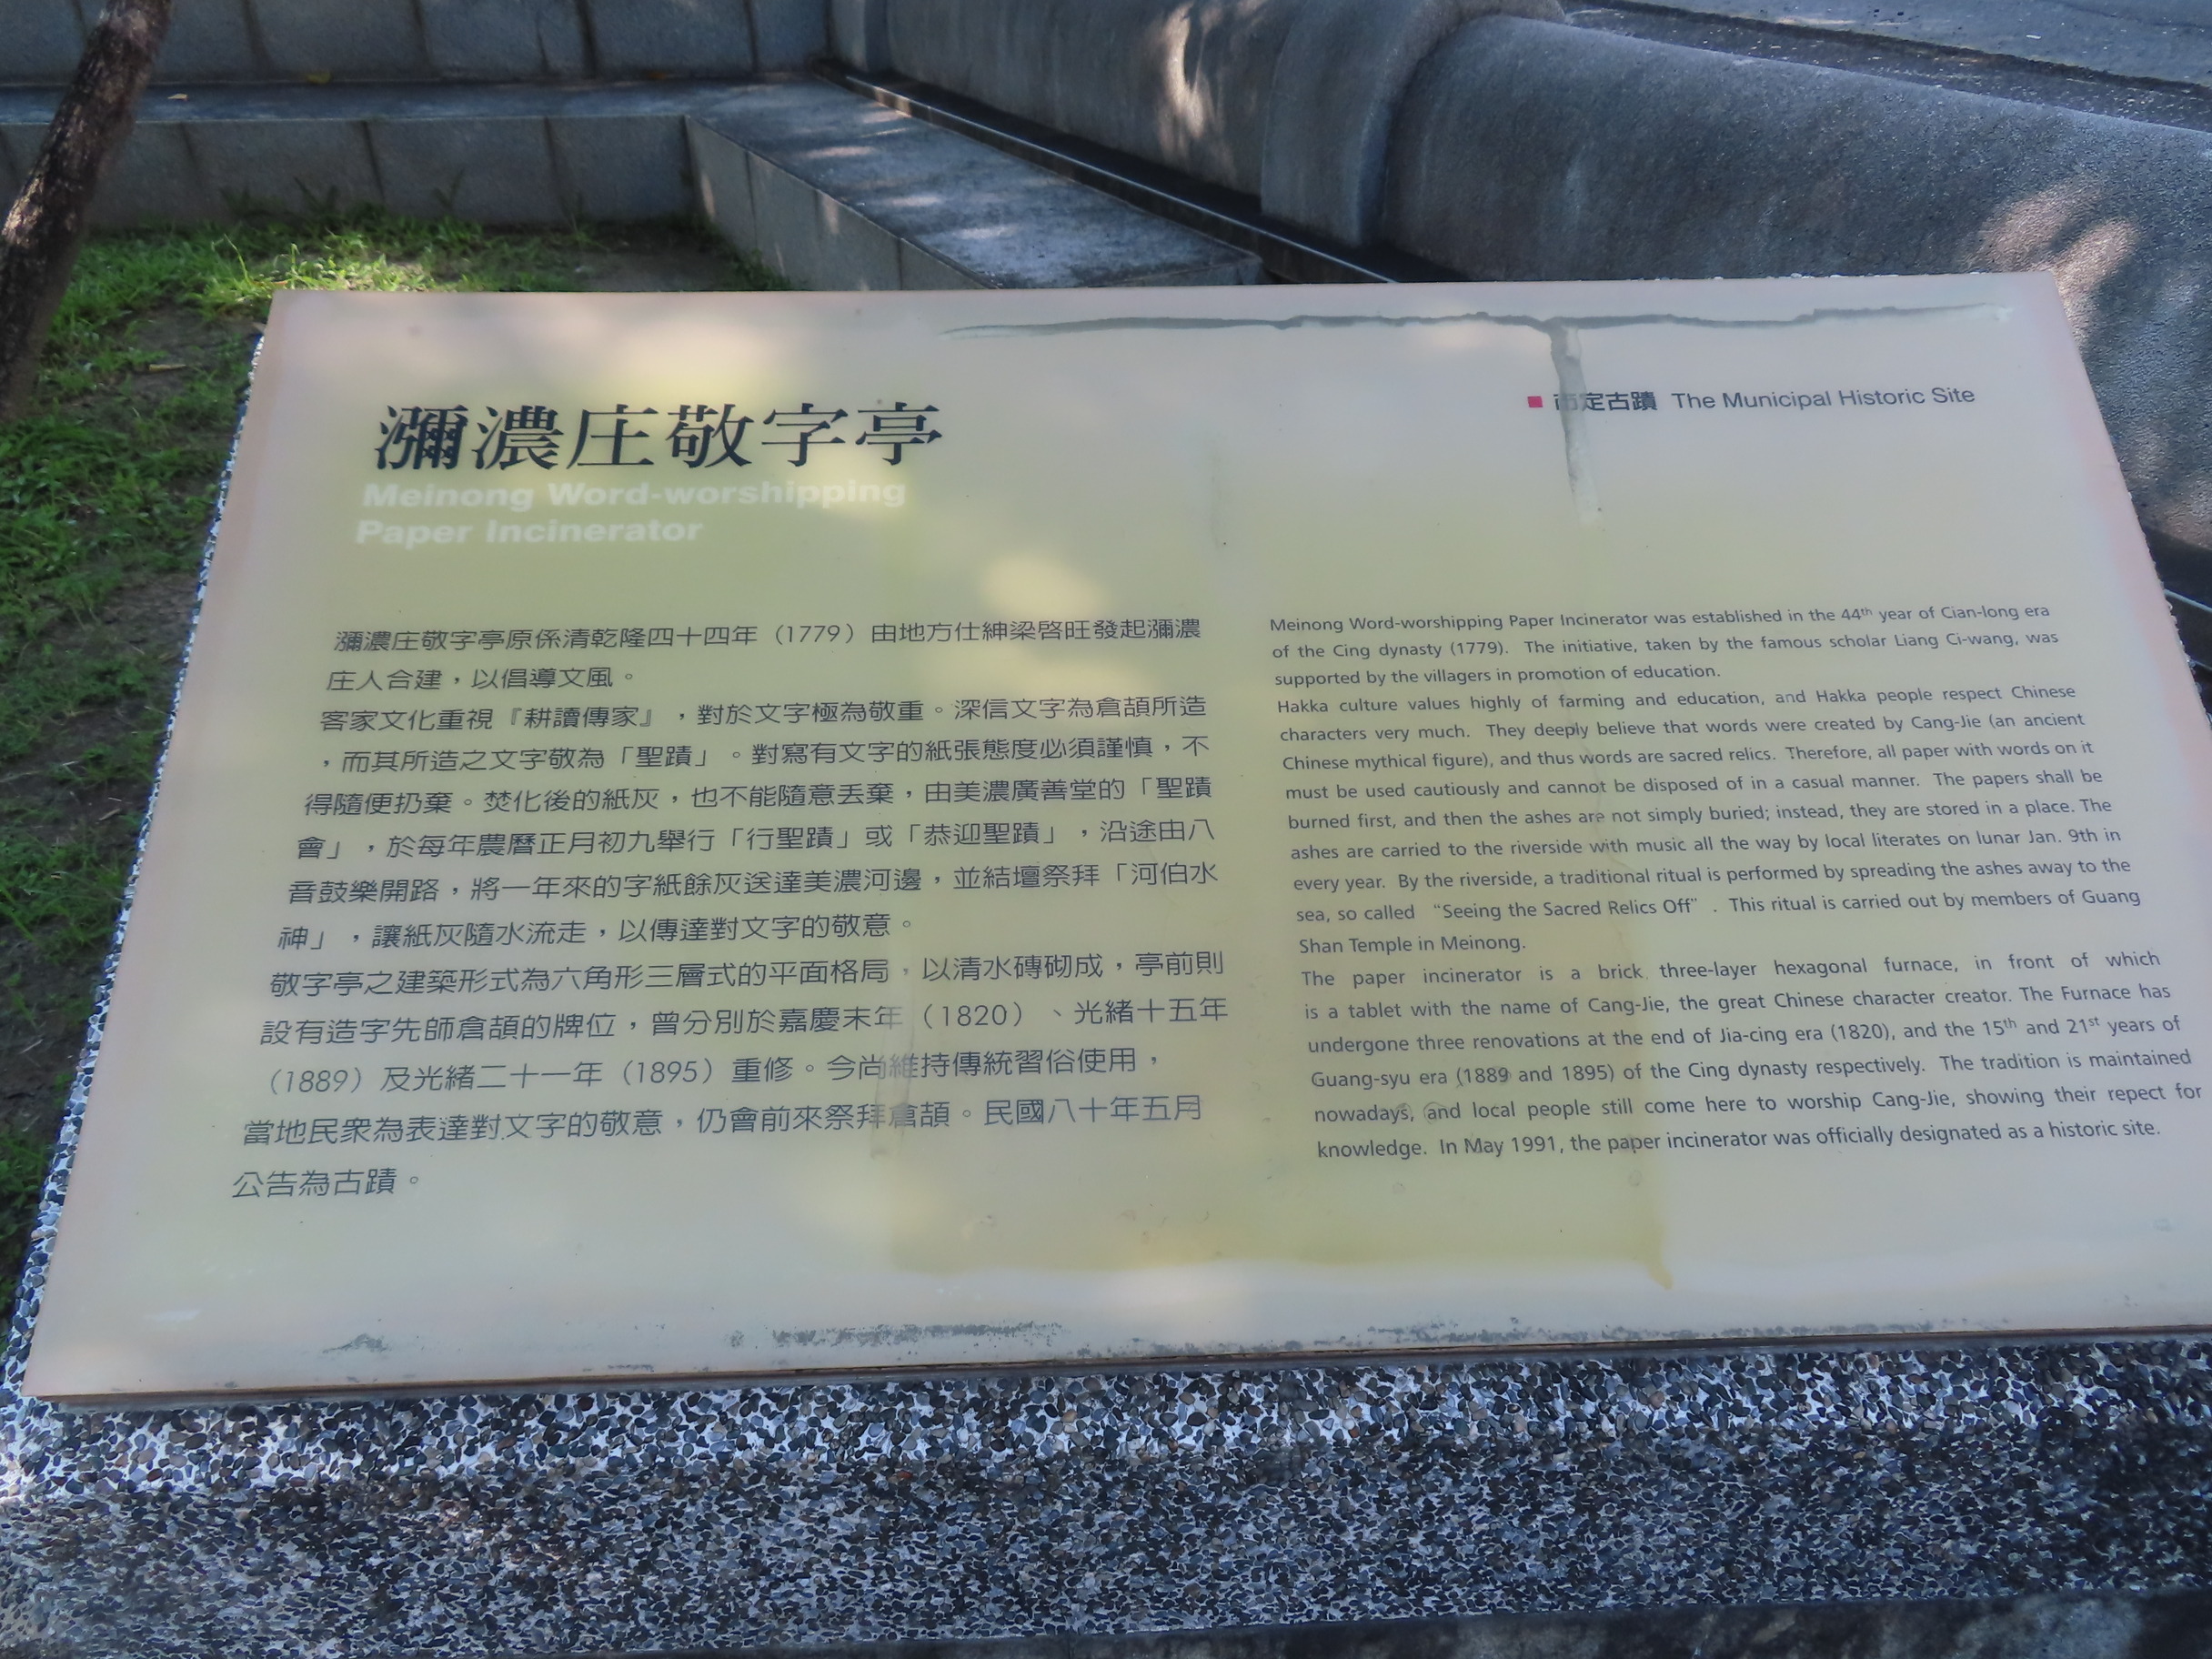 瀰濃庄敬字亭
Meinong Word-worshipping
Paper Incinerator
市定古蹟 The Municipal Historic Site
瀰濃庄敬字亭原係清乾隆四十四年（1779）由地方仕紳梁啓旺發起瀰濃
庄人合建，以倡導文風。
客家文化重視『耕讀傳家』，對於文字極為敬重。深信文字為倉頡所造
，而其所造之文字敬為「聖蹟」。對寫有文字的紙張態度必須謹慎，不
得隨便扔棄。焚化後的紙灰，也不能隨意丟棄，由美濃廣善堂的「聖蹟
會」，於每年農曆正月初九舉行「行聖蹟」或「恭迎聖蹟」，沿途由八
音鼓樂開路，將一年來的字紙餘灰送達美濃河邊，並結壇祭拜「河伯水
神」，讓紙灰隨水流走，以傳達對文字的敬意。
敬字亭之建築形式為六角形三層式的平面格局，以清水磚砌成，亭前則
設有造字先師倉頡的牌位，曾分別於嘉慶末年（1820）、光緒十五年
（1889）及光緒二十一年（1895）重修。今尚維持傳統習俗使用，
當地民眾為表達對文字的敬意，仍會前來祭拜倉頡。民國八十年五月
公告為古蹟。
Meinong Word-worshipping Paper Incinerator was established in the 44th year of Cian-long era
of the Cing dynasty (1779). The initiative, taken by the famous scholar Liang Ci-wang, was
supported by the villagers in promotion of education.
Hakka culture values highly of farming and education, and Hakka people respect Chinese
characters very much. They deeply believe that words were created by Cang-Jie (an ancient
Chinese mythical figure), and thus words are sacred relics. Therefore, all paper with words on it
must be used cautiously and cannot be disposed of in a casual manner. The papers shall be
burned first, and then the ashes are not simply buried; instead, they are stored in a place. The
ashes are carried to the riverside with music all the way by local literates on lunar Jan. 9th in
every year. By the riverside, a traditional ritual is performed by spreading the ashes away to the
sea, so called “Seeing the Sacred Relics Off”. This ritual is carried out by members of Guang
Shan Temple in Meinong.
The paper incinerator is a brick three-layer hexagonal furnace, in front of which
is a tablet with the name of Cang-Jie, the great Chinese character creator. The Furnace has
undergone three renovations at the end of Jia-cing era (1820), and the 15th and 21st years of
Guang-syu era (1889 and 1895) of the Cing dynasty respectively. The tradition is maintained
nowadays, and local people still come here to worship Cang-Jie, showing their repect for
knowledge. In May 1991, the paper incinerator was officially designated as a historic site.